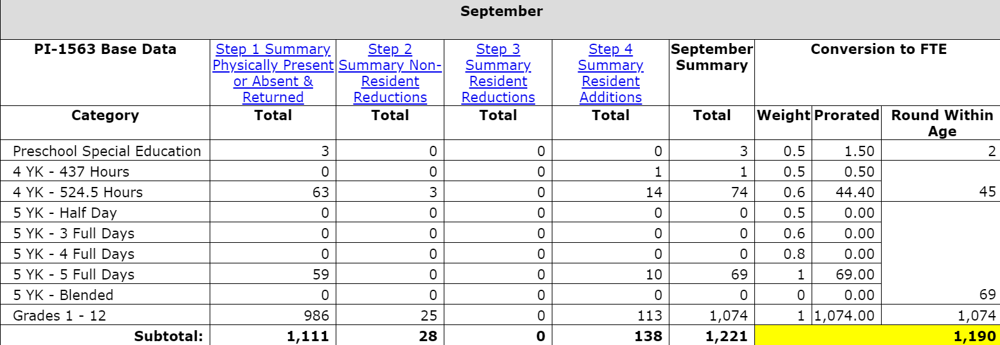 September
PI-1563 Base Data Step 1 Summary Physically Present or Absent & Returned Step 2 Summary Non-Resident Reductions Step 3 Summary Resident Reductions Step 4 Summary Resident Additions September Summary Conversion to FTE
Category Total Total Total Total Total Weight Prorated Round Within Age
Preschool Special Education 3 0 0 0 3 0.5 1.50 2
4 YK - 437 Hours 0 0 0 1 1 0.5 0.50
4 YK - 524.5 Hours 63 3 0 14 74 0.6 44.40 45
5 YK - Half Day 0 0 0 0 0 0.5 0.00
5 YK - 3 Full Days 0 0 0 0 0 0.6 0.00
5 YK - 4 Full Days 0 0 0 0 0 0.8 0.00
5 YK - 5 Full Days 59 0 0 10 69 1 69.00
5 YK - Blended 0 0 0 0 0 0 0.00 69
Grades 1 - 12 986 25 0 113 1,074 1 1,074.00 1,074
Subtotal: 1,111 28 0 138 1,221 1,190